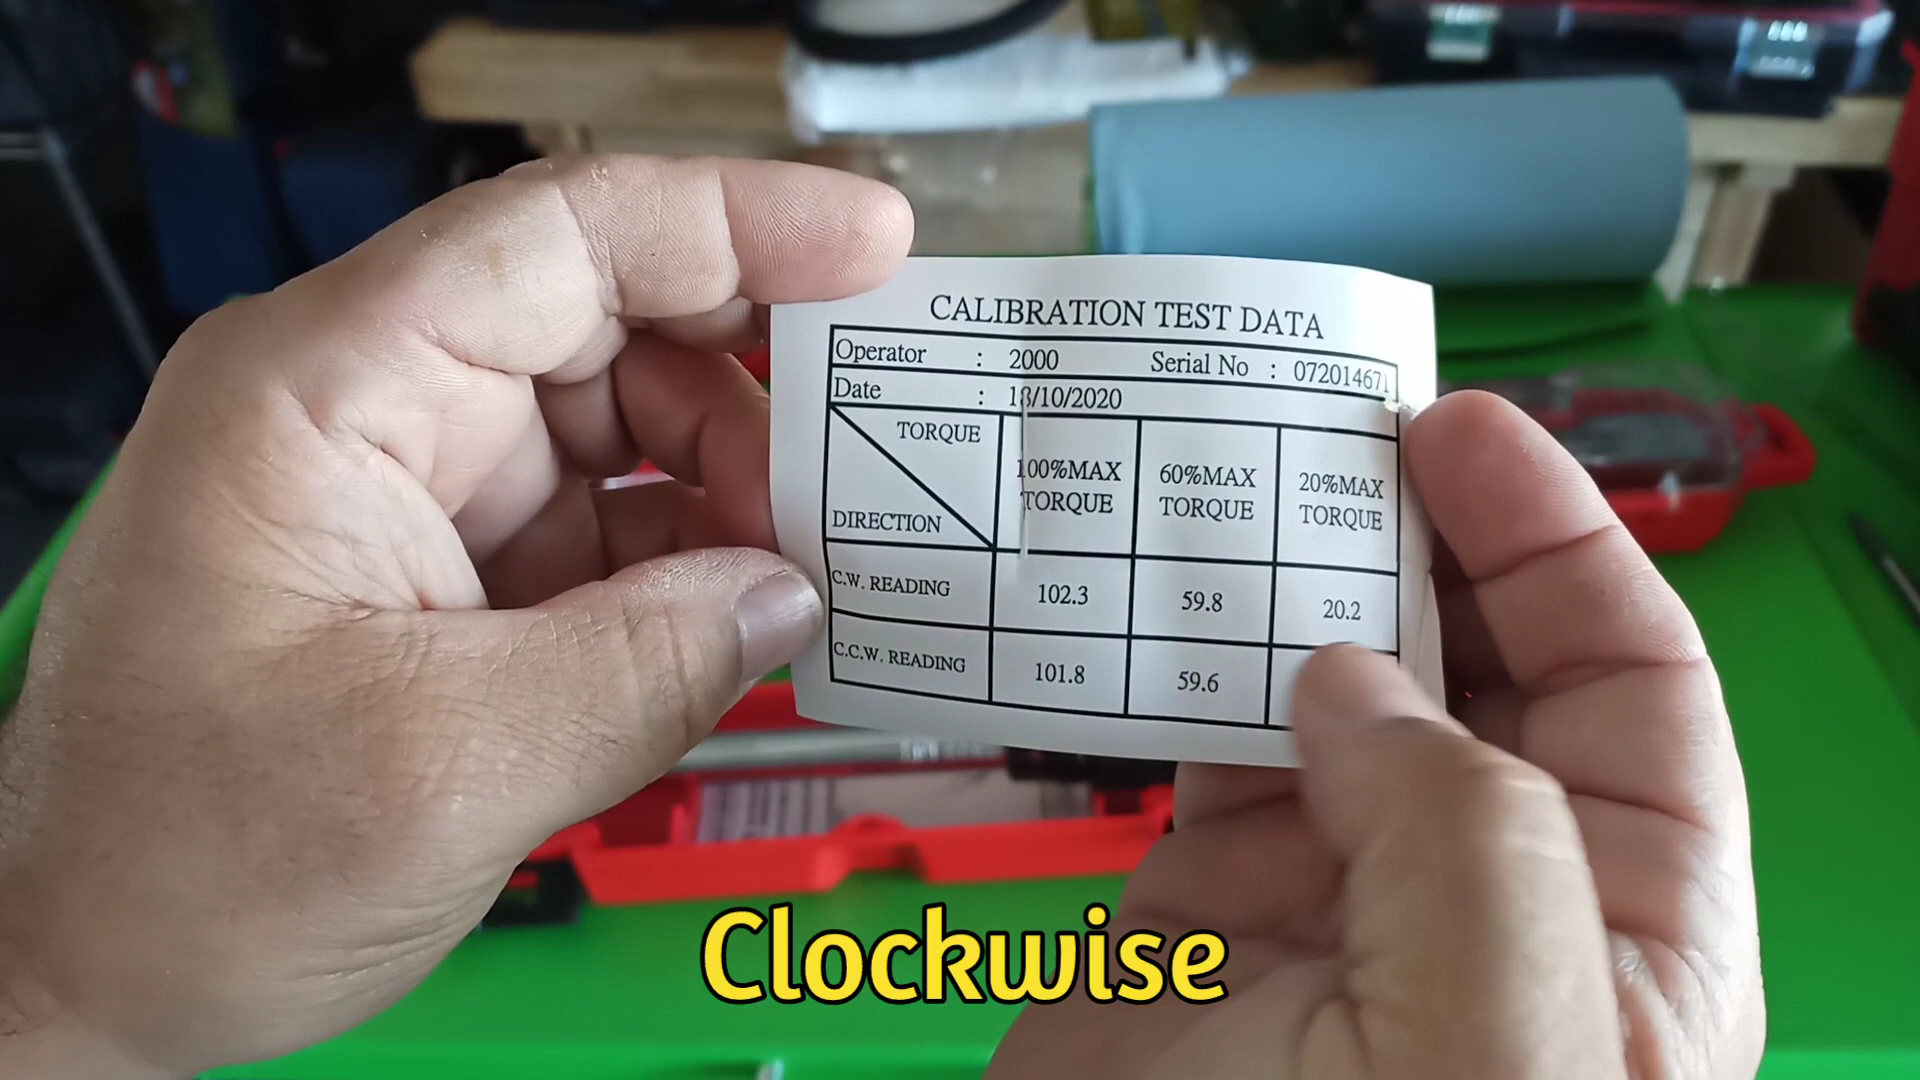 CALIBRATION TEST DATA
Operator : 2000 Serial No : 072014671
Date : 18/10/2020
TORQUE
DIRECTION
100%MAX TORQUE
60%MAX TORQUE
20%MAX TORQUE
C.W. READING 102.3 59.8 20.2
C.C.W. READING 101.8 59.6
Clockwise